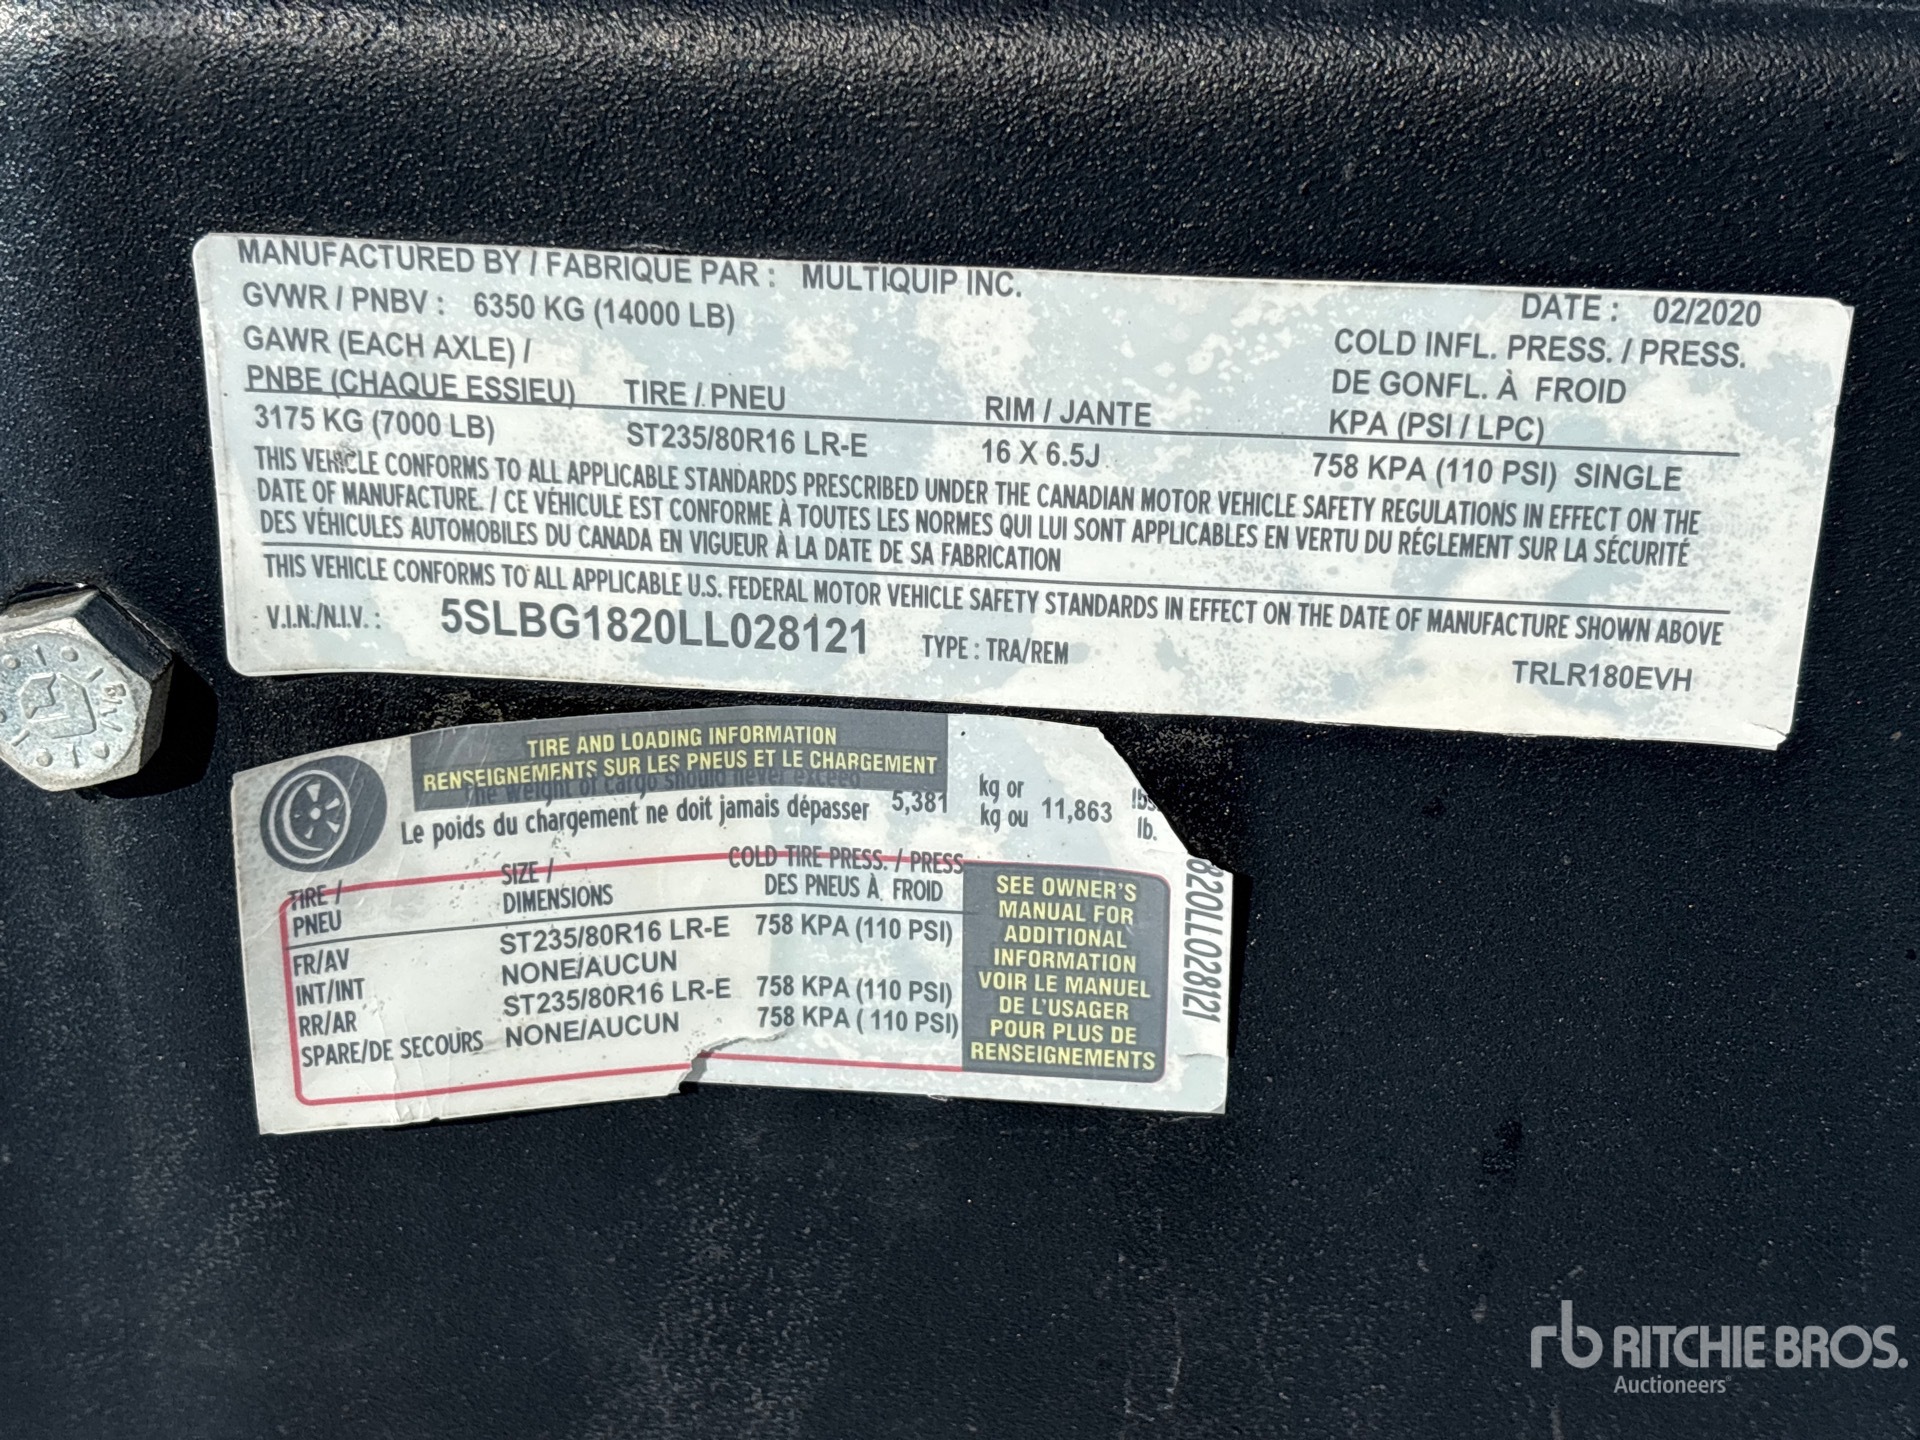 MANUFACTURED BY / FABRIQUE PAR : MULTIQUIP INC.
GVWR / PNBV : 6350 KG (14000 LB)
DATE : 02/2020
GAWR (EACH AXLE) /
PNBE (CHAQUE ESSIEU) TIRE / PNEU RIM / JANTE
COLD INFL. PRESS. / PRESS.
DE GONFL. À FROID
KPA (PSI / LPC)
3175 KG (7000 LB) ST235/80R16 LR-E 16 X 6.5J 758 KPA (110 PSI) SINGLE
THIS VEHICLE CONFORMS TO ALL APPLICABLE STANDARDS PRESCRIBED UNDER THE CANADIAN MOTOR VEHICLE SAFETY REGULATIONS IN EFFECT ON THE
DATE OF MANUFACTURE. / CE VÉHICULE EST CONFORME À TOUTES LES NORMES QUI LUI SONT APPLICABLES EN VERTU DU RÉGLEMENT SUR LA SÉCURITÉ
DES VÉHICULES AUTOMOBILES DU CANADA EN VIGUEUR À LA DATE DE SA FABRICATION
THIS VEHICLE CONFORMS TO ALL APPLICABLE U.S. FEDERAL MOTOR VEHICLE SAFETY STANDARDS IN EFFECT ON THE DATE OF MANUFACTURE SHOWN ABOVE
V.I.N./N.I.V. : 5SLBG1820LL028121 TYPE : TRA/REM TRLR180EVH
TIRE AND LOADING INFORMATION
RENSEIGNEMENTS SUR LES PNEUS ET LE CHARGEMENT
The weight of cargo should never exceed kg or lbs.
Le poids du chargement ne doit jamais dépasser 5,381 kg ou 11,863 lb.
TIRE / PNEU
SIZE / DIMENSIONS
COLD TIRE PRESS. / PRESS
DES PNEUS À FROID
FR/AV ST235/80R16 LR-E 758 KPA (110 PSI)
INT/INT NONE/AUCUN
RR/AR ST235/80R16 LR-E 758 KPA (110 PSI)
SPARE/DE SECOURS NONE/AUCUN 758 KPA ( 110 PSI)
SEE OWNER'S
MANUAL FOR
ADDITIONAL
INFORMATION
VOIR LE MANUEL
DE L'USAGER
POUR PLUS DE
RENSEIGNEMENTS
820LL028121
rb RITCHIE BROS.
Auctioneers